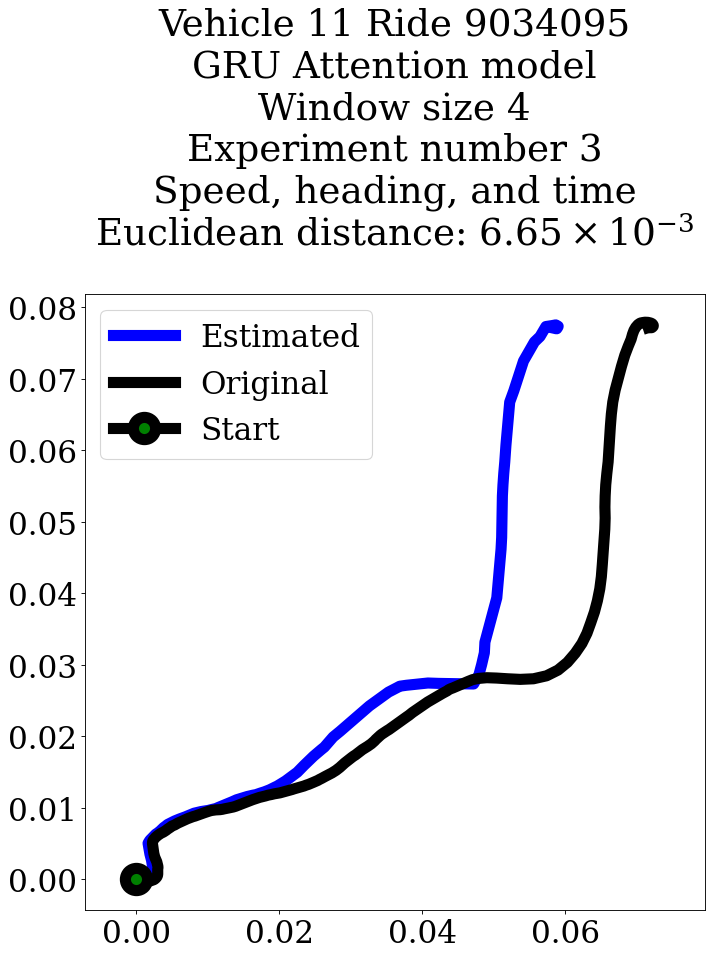 Vehicle 11 Ride 9034095
GRU Attention model
Window size 4
Experiment number 3
Speed, heading, and time
Euclidean distance: 6.65 × 10⁻³
Estimated
Original
Start
0.08
0.07
0.06
0.05
0.04
0.03
0.02
0.01
0.00
0.00 0.02 0.04 0.06